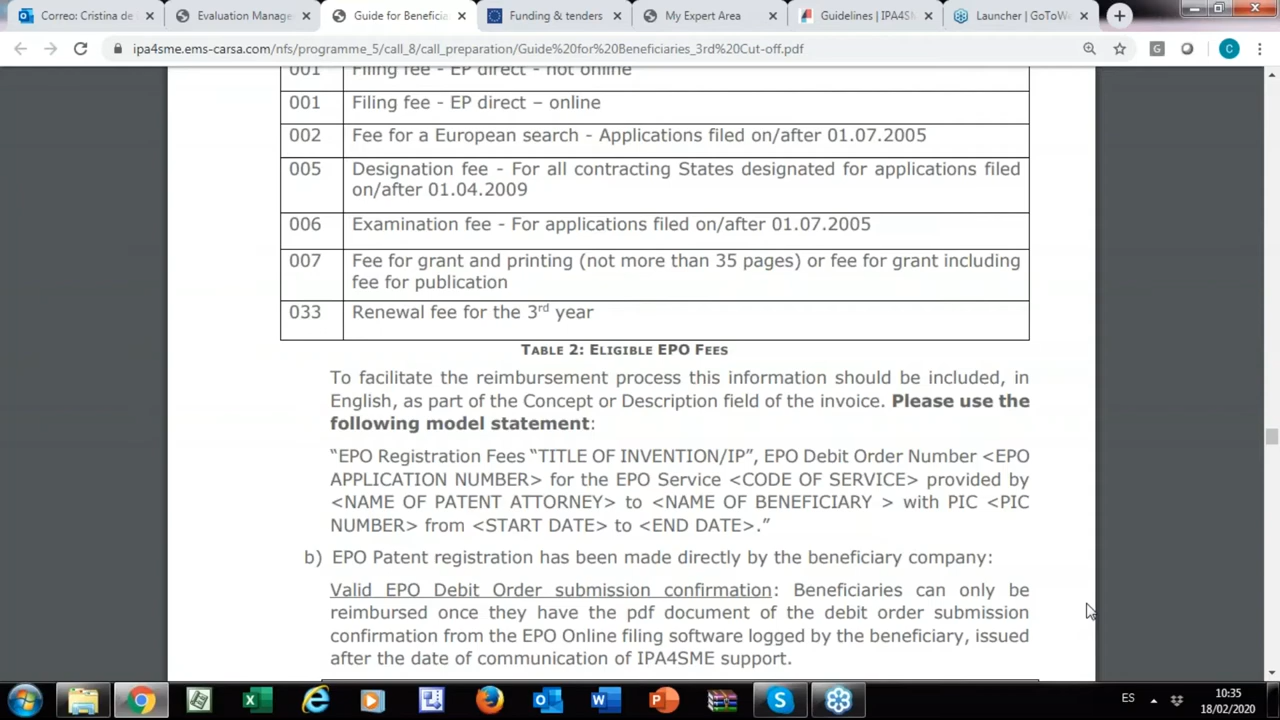 Correo: Cristina de
Evaluation Manage
Guide for Beneficia
Funding & tenders
My Expert Area
Guidelines | IPA4SM
Launcher | GoToWe
ipa4sme.ems-carsa.com/nfs/programme_5/call_8/call_preparation/Guide%20for%20Beneficiaries_3rd%20Cut-off.pdf
001 Filing fee - EP direct - not online
001 Filing fee - EP direct – online
002 Fee for a European search - Applications filed on/after 01.07.2005
005 Designation fee - For all contracting States designated for applications filed
on/after 01.04.2009
006 Examination fee - For applications filed on/after 01.07.2005
007 Fee for grant and printing (not more than 35 pages) or fee for grant including
fee for publication
033 Renewal fee for the 3rd year
TABLE 2: ELIGIBLE EPO FEES
To facilitate the reimbursement process this information should be included, in
English, as part of the Concept or Description field of the invoice. Please use the
following model statement:
“EPO Registration Fees “TITLE OF INVENTION/IP”, EPO Debit Order Number <EPO
APPLICATION NUMBER> for the EPO Service <CODE OF SERVICE> provided by
<NAME OF PATENT ATTORNEY> to <NAME OF BENEFICIARY > with PIC <PIC
NUMBER> from <START DATE> to <END DATE>.”
b) EPO Patent registration has been made directly by the beneficiary company:
Valid EPO Debit Order submission confirmation: Beneficiaries can only be
reimbursed once they have the pdf document of the debit order submission
confirmation from the EPO Online filing software logged by the beneficiary, issued
after the date of communication of IPA4SME support.
ES
10:35
18/02/2020